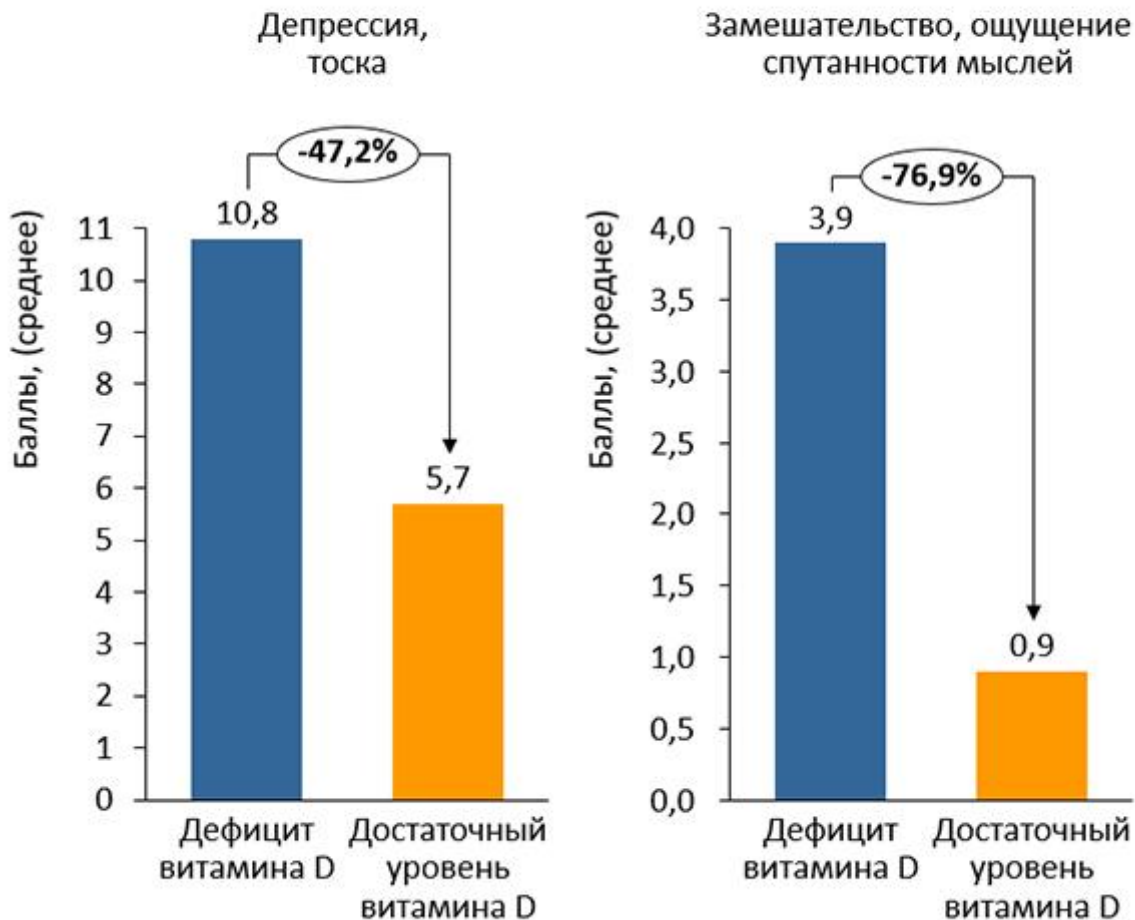 Депрессия,
тоска
-47,2%
Баллы, (среднее)
11
10
9
8
7
6
5
4
3
2
1
0
10,8
5,7
Дефицит
витамина D
Достаточный
уровень
витамина D
Замешательство, ощущение
спутанности мыслей
-76,9%
Баллы, (среднее)
4,0
3,5
3,0
2,5
2,0
1,5
1,0
0,5
0,0
3,9
0,9
Дефицит
витамина D
Достаточный
уровень
витамина D